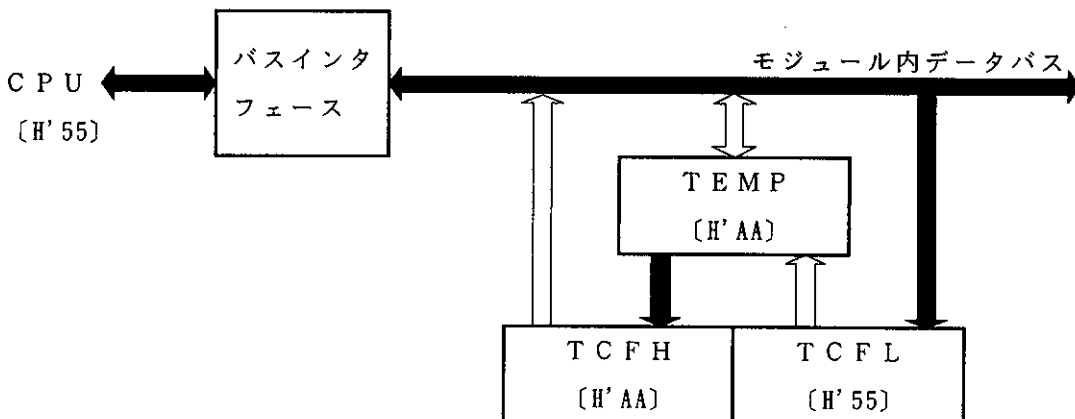 バスインタ
フェース
CPU
〔H'55〕
モジュール内データバス
TEMP
〔H'AA〕
TCFH
〔H'AA〕
TCFL
〔H'55〕